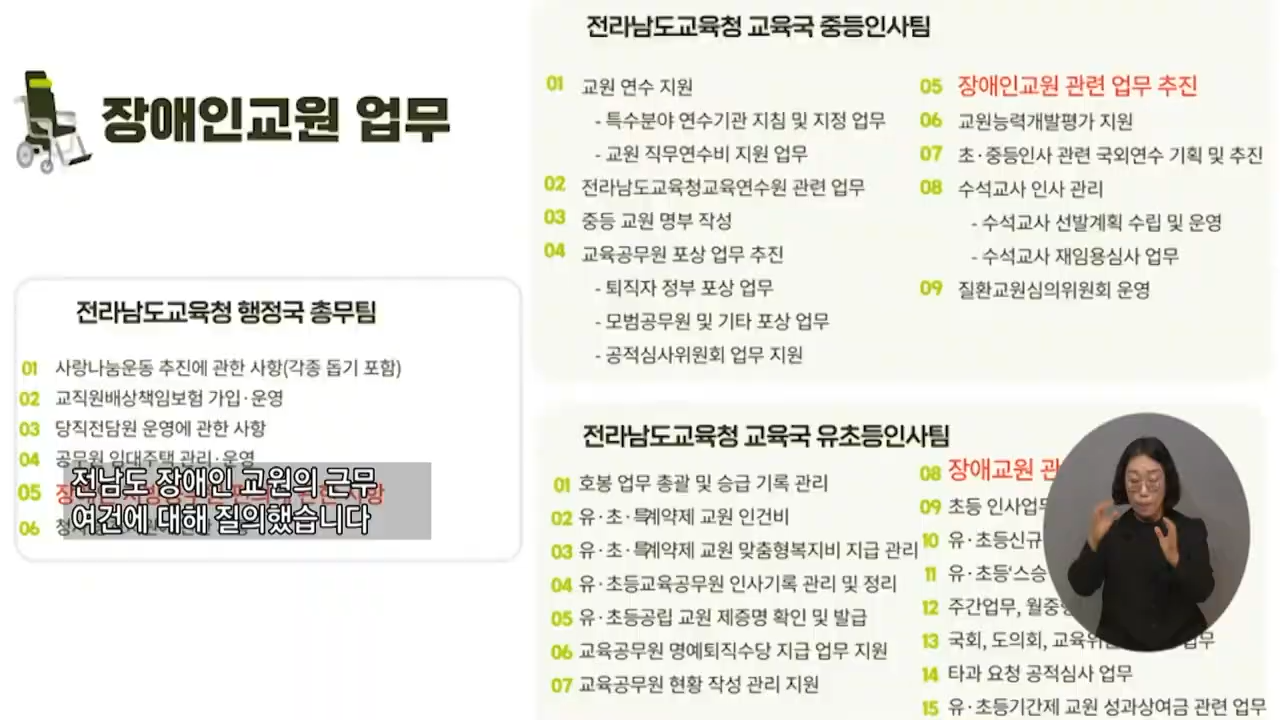 장애인교원 업무
전라남도교육청 행정국 총무팀
01 사랑나눔운동 추진에 관한 사항(각종 돕기 포함)
02 교직원배상책임보험 가입·운영
03 당직전담원 운영에 관한 사항
04 공무원 임대주택 관리·운영
05
06
전남도 장애인 교원의 근무
여건에 대해 질의했습니다
전라남도교육청 교육국 중등인사팀
01 교원 연수 지원
- 특수분야 연수기관 지침 및 지정 업무
- 교원 직무연수비 지원 업무
02 전라남도교육청교육연수원 관련 업무
03 중등 교원 명부 작성
04 교육공무원 포상 업무 추진
- 퇴직자 정부 포상 업무
- 모범공무원 및 기타 포상 업무
- 공적심사위원회 업무 지원
05 장애인교원 관련 업무 추진
06 교원능력개발평가 지원
07 초·중등인사 관련 국외연수 기획 및 추진
08 수석교사 인사 관리
- 수석교사 선발계획 수립 및 운영
- 수석교사 재임용심사 업무
09 질환교원심의위원회 운영
전라남도교육청 교육국 유초등인사팀
01 호봉 업무 총괄 및 승급 기록 관리
02 유·초·특계약제 교원 인건비
03 유·초·특계약제 교원 맞춤형복지비 지급 관리
04 유·초등교육공무원 인사기록 관리 및 정리
05 유·초등공립 교원 제증명 확인 및 발급
06 교육공무원 명예퇴직수당 지급 업무 지원
07 교육공무원 현황 작성 관리 지원
08 장애교원
09 초등 인사업무
10 유·초등신규
11 유·초등'스승
12 주간업무,
13 국회, 도의회, 업무
14 타과 요청 공적심사 업무
15 유·초등기간제 교원 성과상여금 관련 업무